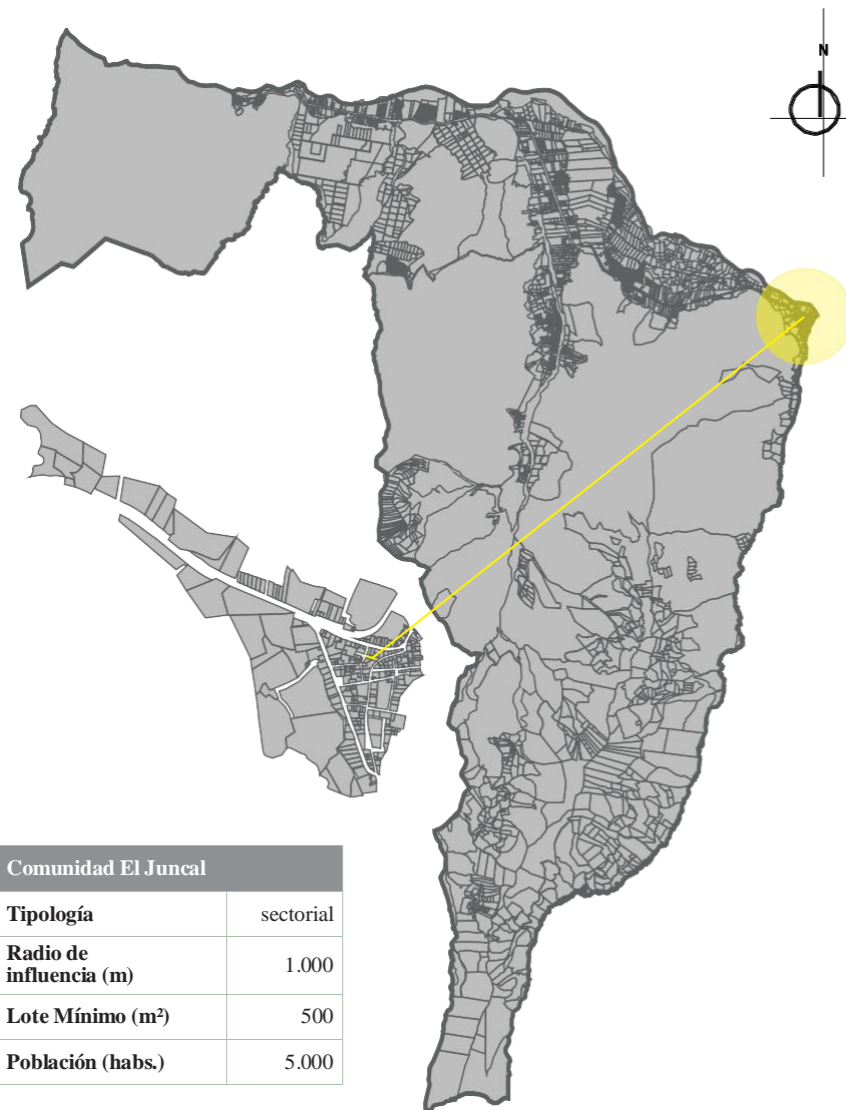 N
Comunidad El Juncal
Tipología sectorial
Radio de
influencia (m) 1.000
Lote Mínimo (m²) 500
Población (habs.) 5.000